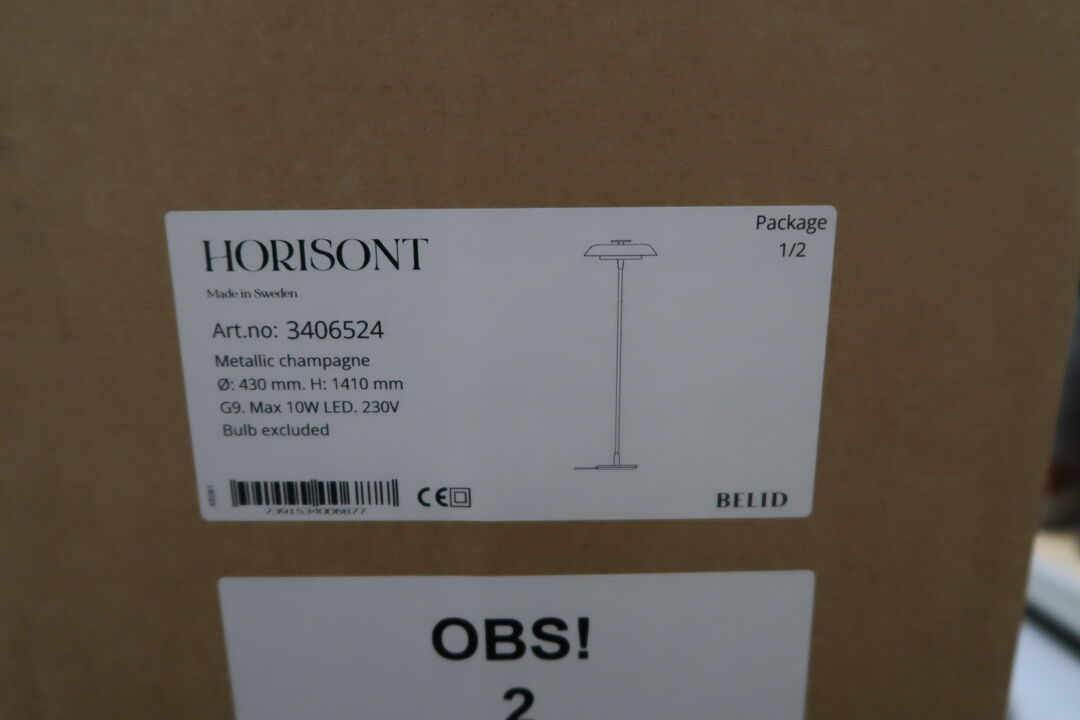 HORISONT
Made in Sweden
Art.no: 3406524
Metallic champagne
Ø: 430 mm. H: 1410 mm
G9. Max 10W LED. 230V
Bulb excluded
7391534006877
CE
Package
1/2
BELID
OBS!
2